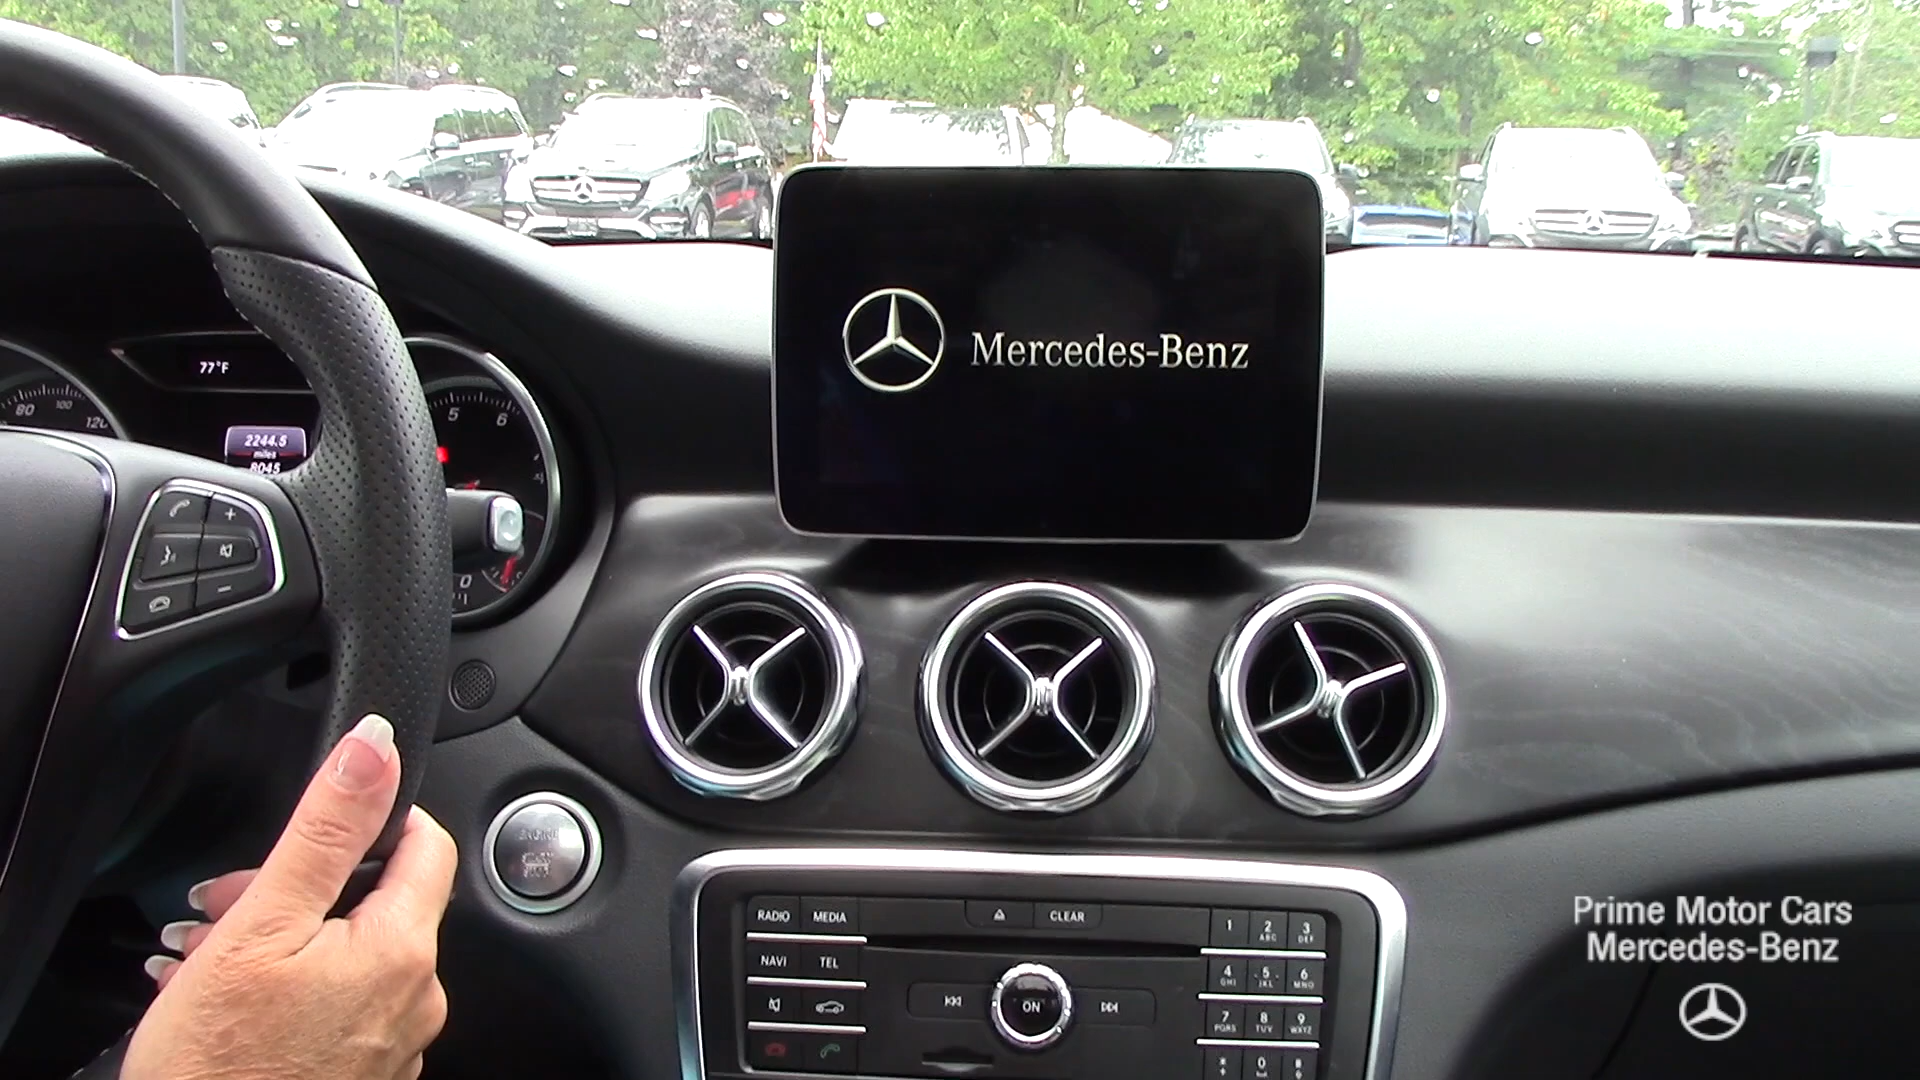 Mercedes-Benz
77°F
80
100
120
2244.5
miles
8045
5
6
0
+
-
RADIO MEDIA
CLEAR
NAVI TEL
ON
1
2 ABC
3 DEF
4 GHI
5 JKL
6 MNO
7 PQRS
8 TUV
9 WXYZ
*
+
0
Prime Motor Cars
Mercedes-Benz